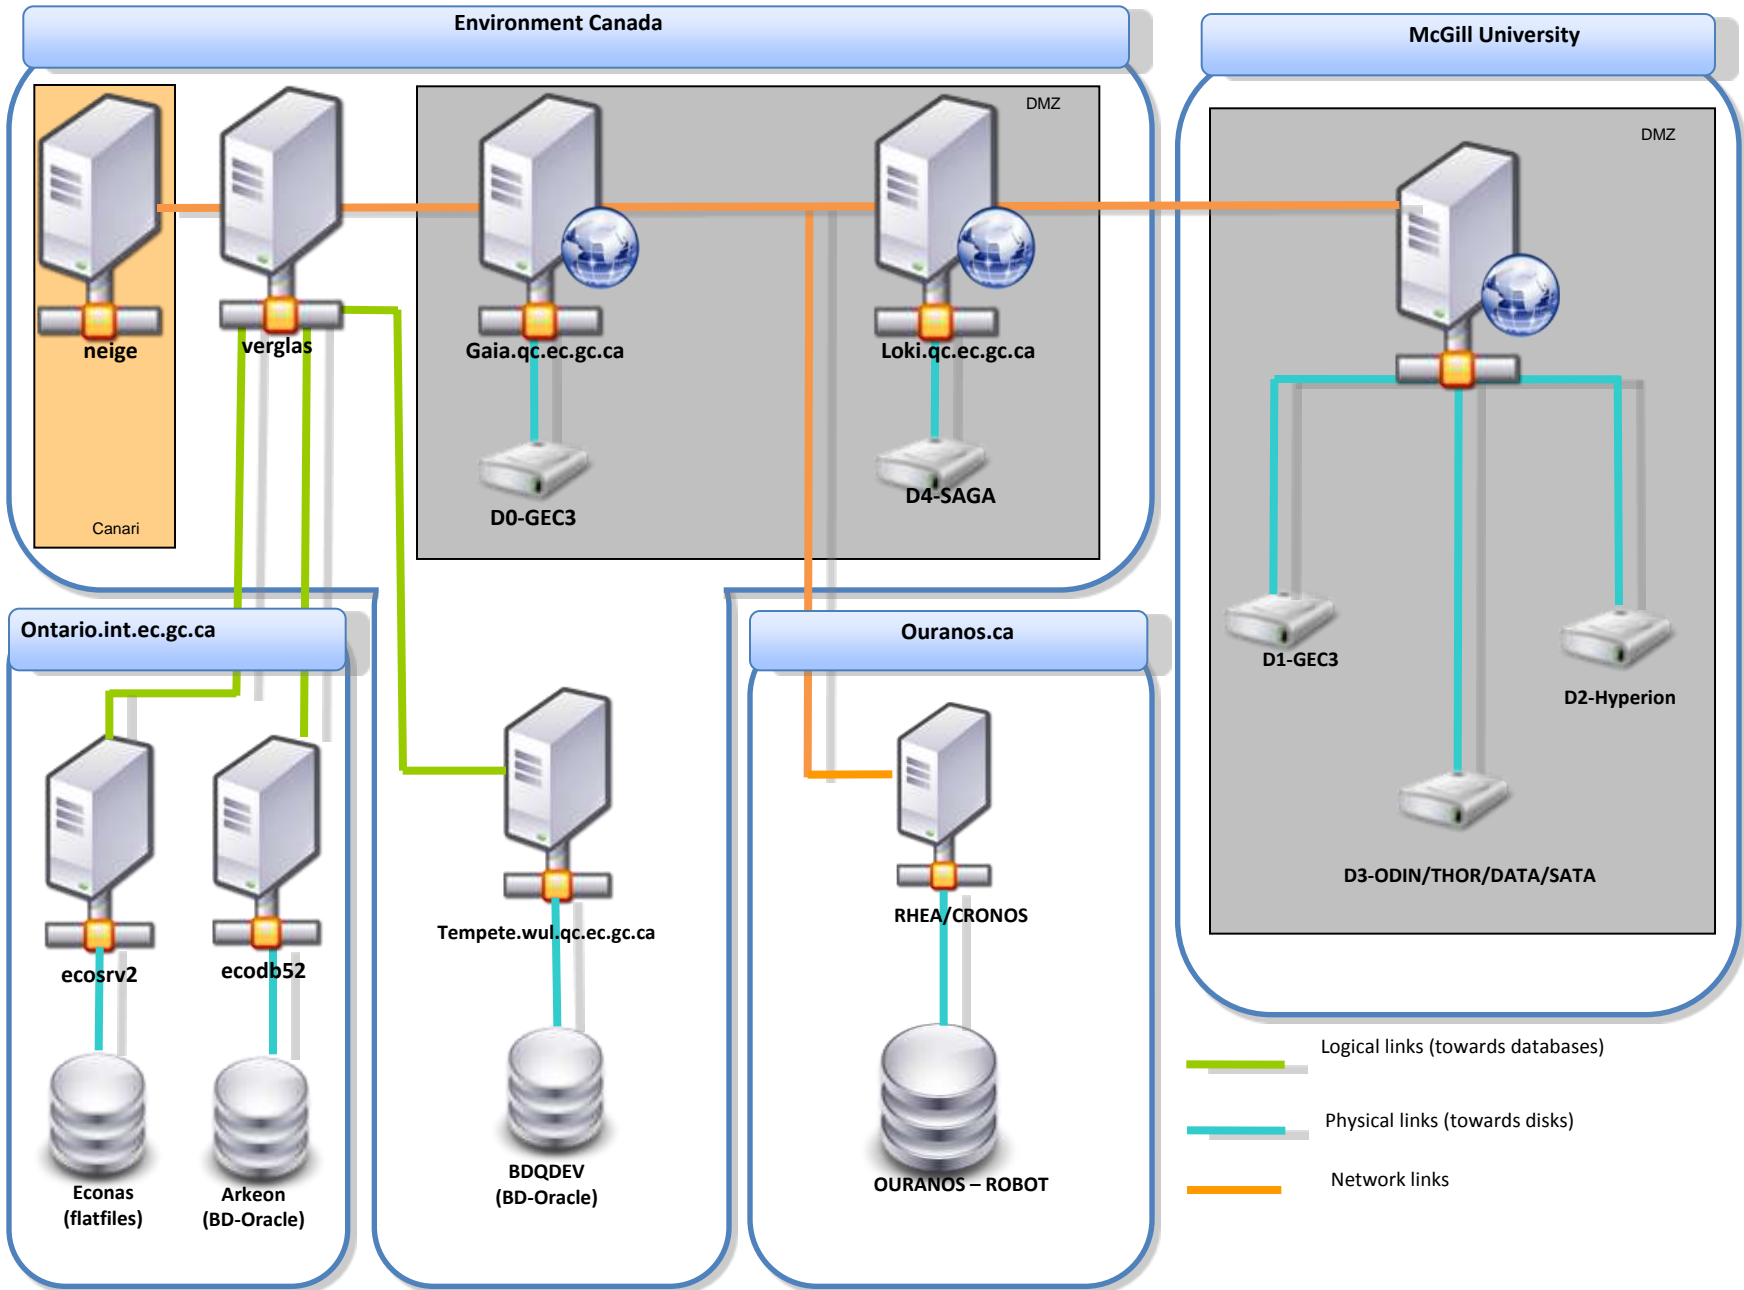 Environment Canada
McGill University
DMZ
DMZ
neige
verglas
Gaia.qc.ec.gc.ca
Loki.qc.ec.gc.ca
D0-GEC3
D4-SAGA
Canari
Ontario.int.ec.gc.ca
Ouranos.ca
D1-GEC3
D2-Hyperion
D3-ODIN/THOR/DATA/SATA
ecosrv2
ecodb52
Tempete.wul.qc.ec.gc.ca
RHEA/CRONOS
Econas
(flatfiles)
Arkeon
(BD-Oracle)
BDQDEV
(BD-Oracle)
OURANOS – ROBOT
Logical links (towards databases)
Physical links (towards disks)
Network links